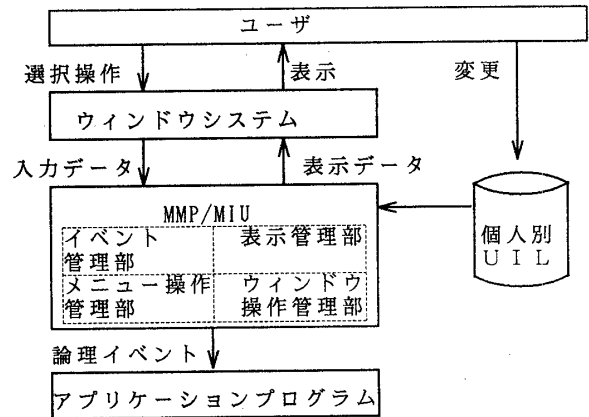 ユーザ
選択操作
表示
変更
ウィンドウシステム
入力データ
表示データ
MMP/MIU
イベント
管理部
表示管理部
メニュー操作
管理部
ウィンドウ
操作管理部
個人別
UIL
論理イベント
アプリケーションプログラム